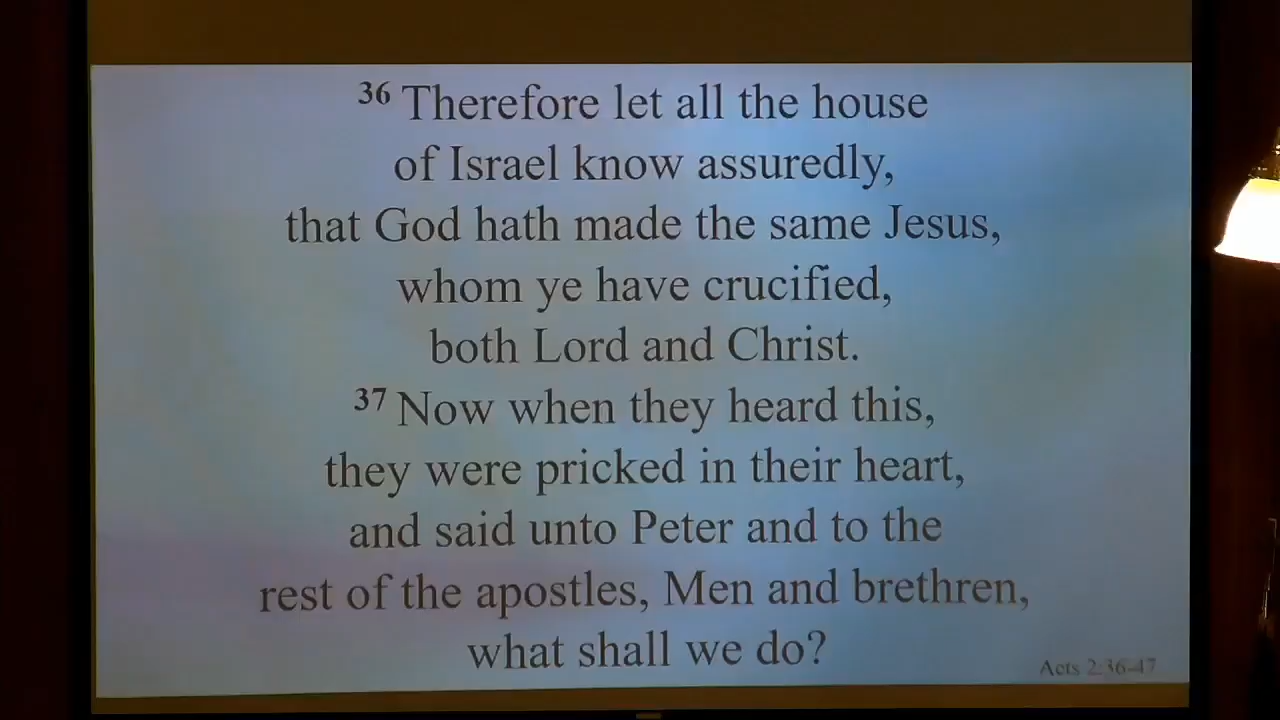 36 Therefore let all the house
of Israel know assuredly,
that God hath made the same Jesus,
whom ye have crucified,
both Lord and Christ.
37 Now when they heard this,
they were pricked in their heart,
and said unto Peter and to the
rest of the apostles, Men and brethren,
what shall we do?
Acts 2:36-47